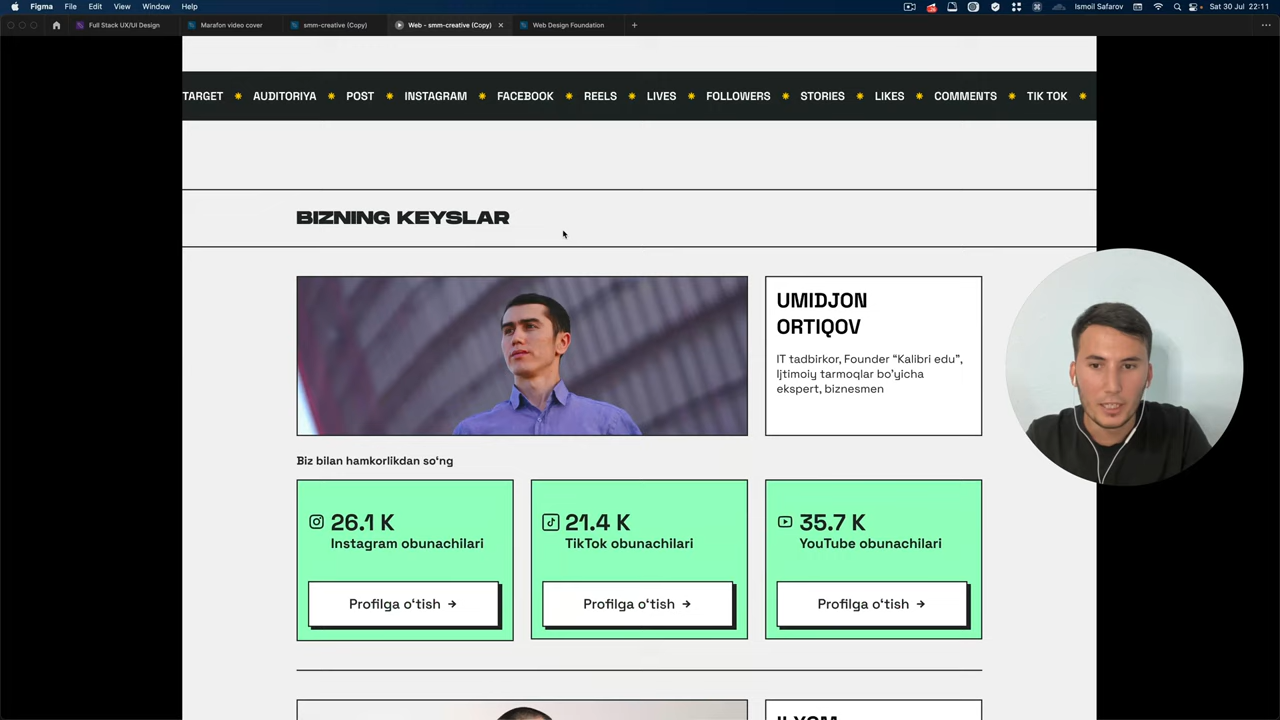 Figma File Edit View Window Help Ismoil Safarov Sat 30 Jul 22:11
Full Stack UX/UI Design Marafon video cover smm-creative (Copy) Web - smm-creative (Copy) Web Design Foundation
TARGET AUDITORIYA POST INSTAGRAM FACEBOOK REELS LIVES FOLLOWERS STORIES LIKES COMMENTS TIK TOK
BIZNING KEYSLAR
UMIDJON
ORTIQOV
IT tadbirkor, Founder “Kalibri edu”,
Ijtimoiy tarmoqlar bo'yicha
ekspert, biznesmen
Biz bilan hamkorlikdan so‘ng
26.1 K
Instagram obunachilari
Profilga o‘tish →
21.4 K
TikTok obunachilari
Profilga o‘tish →
35.7 K
YouTube obunachilari
Profilga o‘tish →